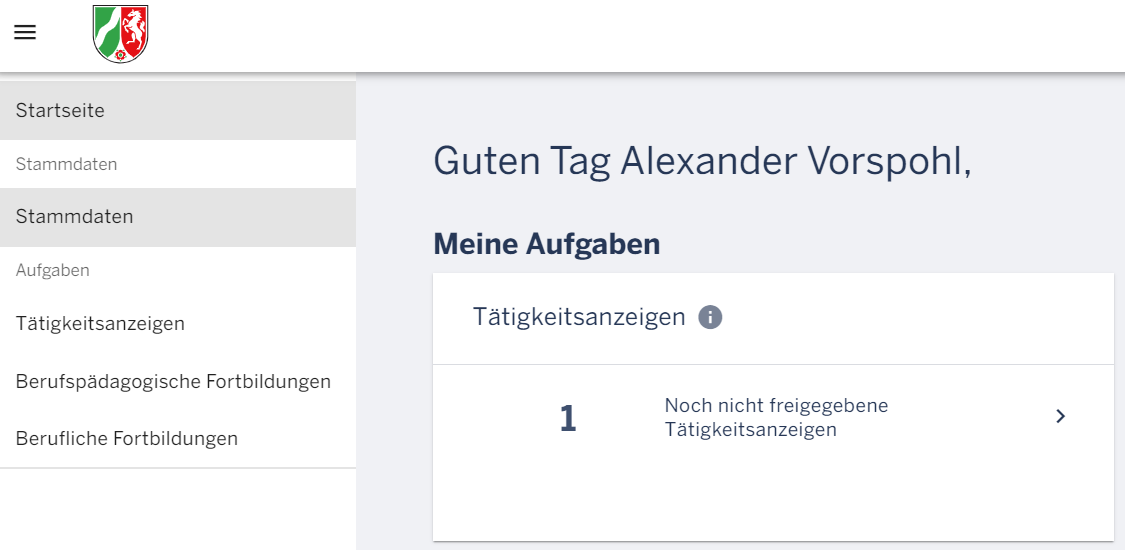 Startseite
Stammdaten
Stammdaten
Aufgaben
Tätigkeitsanzeigen
Berufspädagogische Fortbildungen
Berufliche Fortbildungen
Guten Tag Alexander Vorspohl,
Meine Aufgaben
Tätigkeitsanzeigen i
1
Noch nicht freigegebene
Tätigkeitsanzeigen